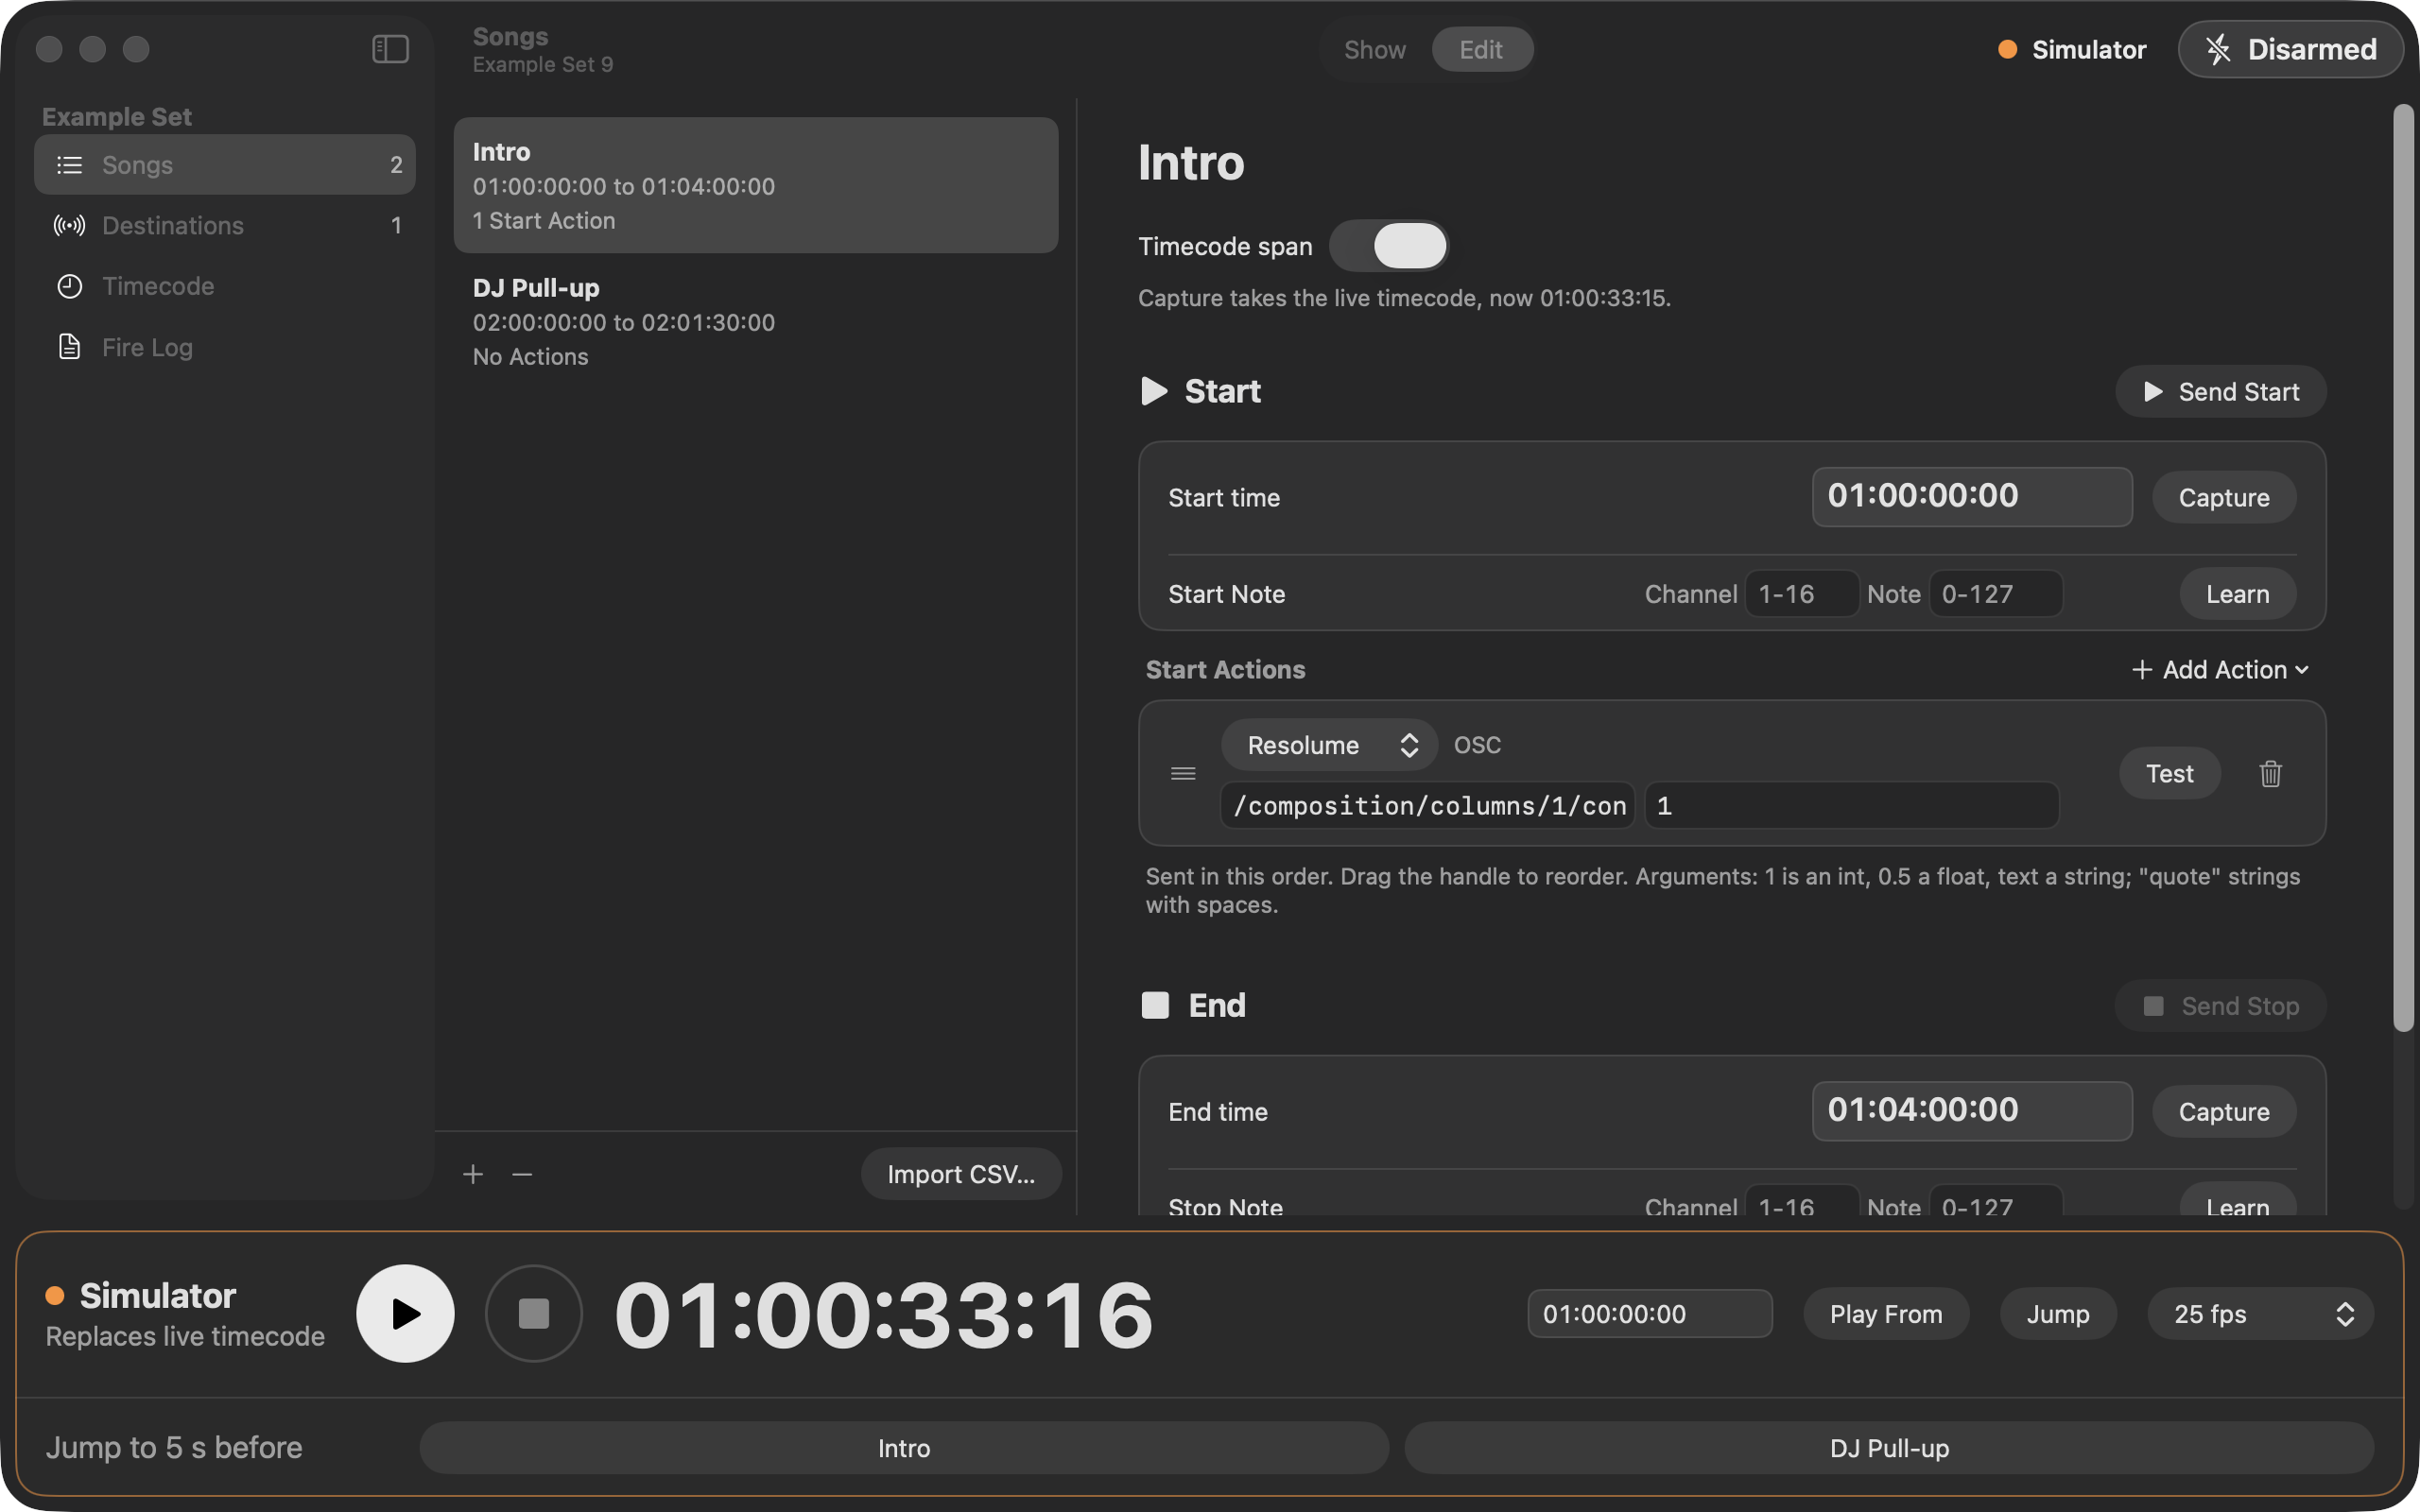 Songs
Example Set 9
Show
Edit
Simulator
Disarmed
Example Set
Songs
2
Destinations
1
Timecode
Fire Log
Intro
01:00:00:00 to 01:04:00:00
1 Start Action
DJ Pull-up
02:00:00:00 to 02:01:30:00
No Actions
Import CSV...
Intro
Timecode span
Capture takes the live timecode, now 01:00:33:15.
Start
Send Start
Start time
01:00:00:00
Capture
Start Note
Channel
1-16
Note
0-127
Learn
Start Actions
Add Action
Resolume
OSC
/composition/columns/1/con
1
Test
Sent in this order. Drag the handle to reorder. Arguments: 1 is an int, 0.5 a float, text a string; "quote" strings
with spaces.
End
Send Stop
End time
01:04:00:00
Capture
Stop Note
Channel
1-16
Note
0-127
Learn
Simulator
Replaces live timecode
01:00:33:16
01:00:00:00
Play From
Jump
25 fps
Jump to 5 s before
Intro
DJ Pull-up